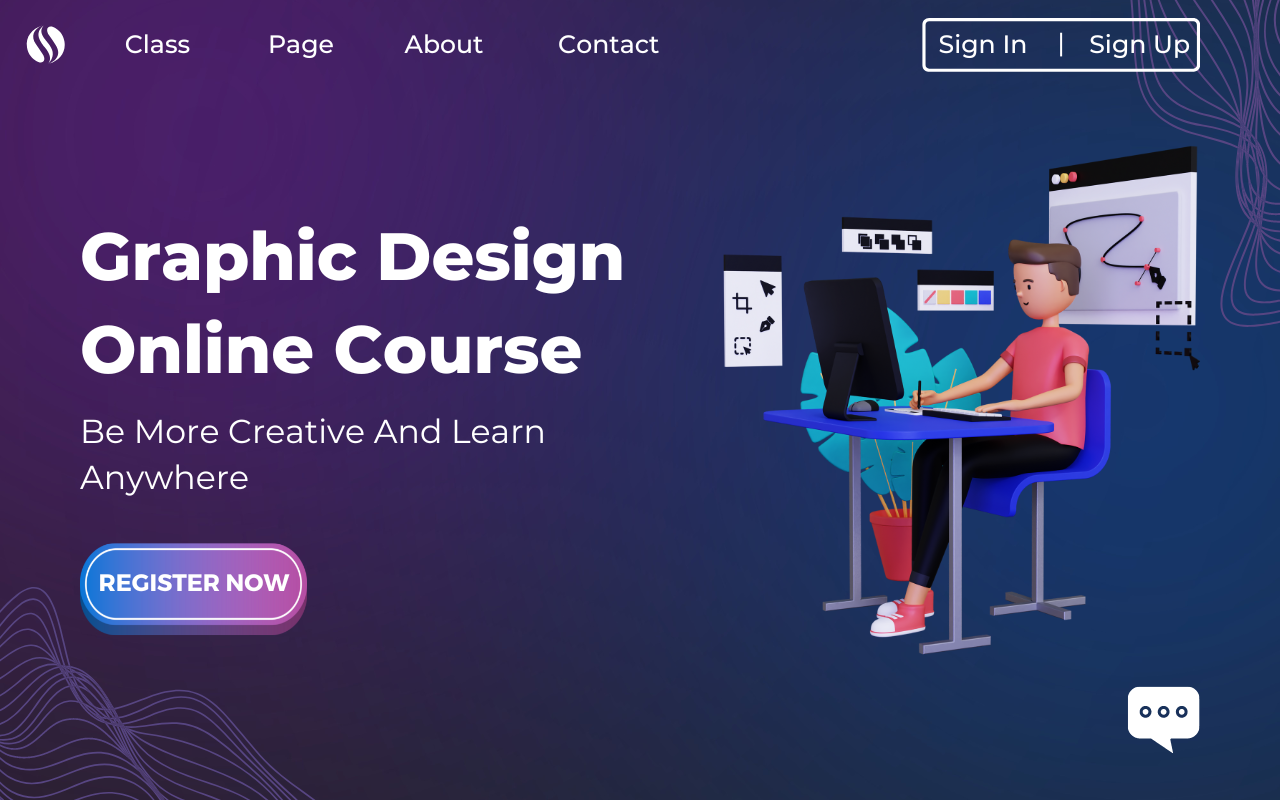 Class Page About Contact Sign In | Sign Up
Graphic Design
Online Course
Be More Creative And Learn
Anywhere
REGISTER NOW